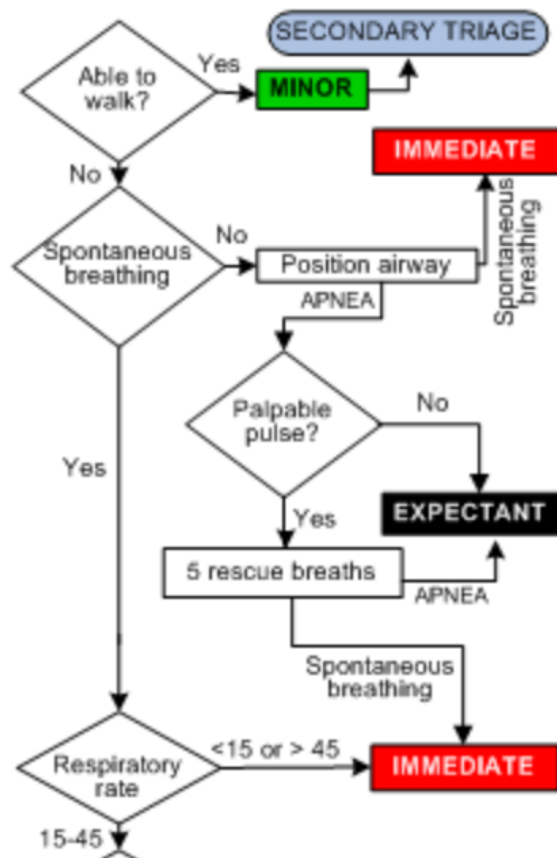 SECONDARY TRIAGE
Able to
walk?
Yes
MINOR
No
IMMEDIATE
Spontaneous
breathing
No
Position airway
Spontaneous
breathing
APNEA
Palpable
pulse?
No
Yes
Yes
EXPECTANT
5 rescue breaths
APNEA
Spontaneous
breathing
Respiratory
rate
<15 or > 45
IMMEDIATE
15-45